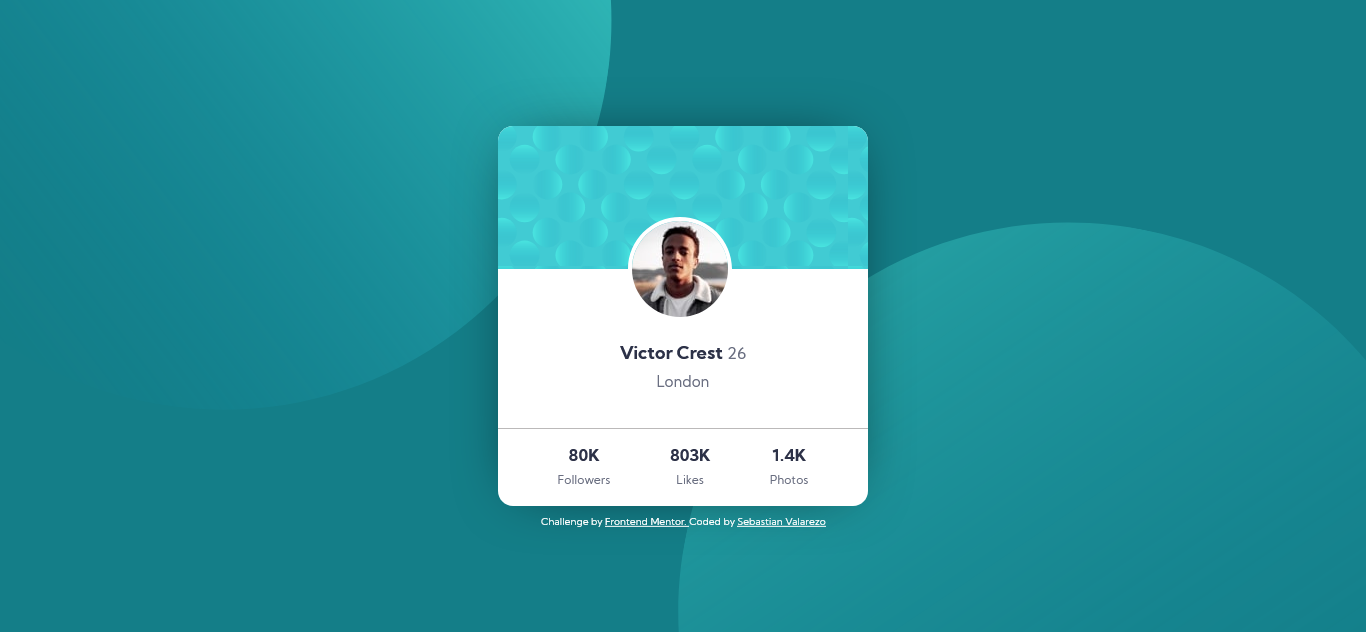 Victor Crest 26
London
80K 803K 1.4K
Followers Likes Photos
Challenge by Frontend Mentor. Coded by Sebastian Valarezo